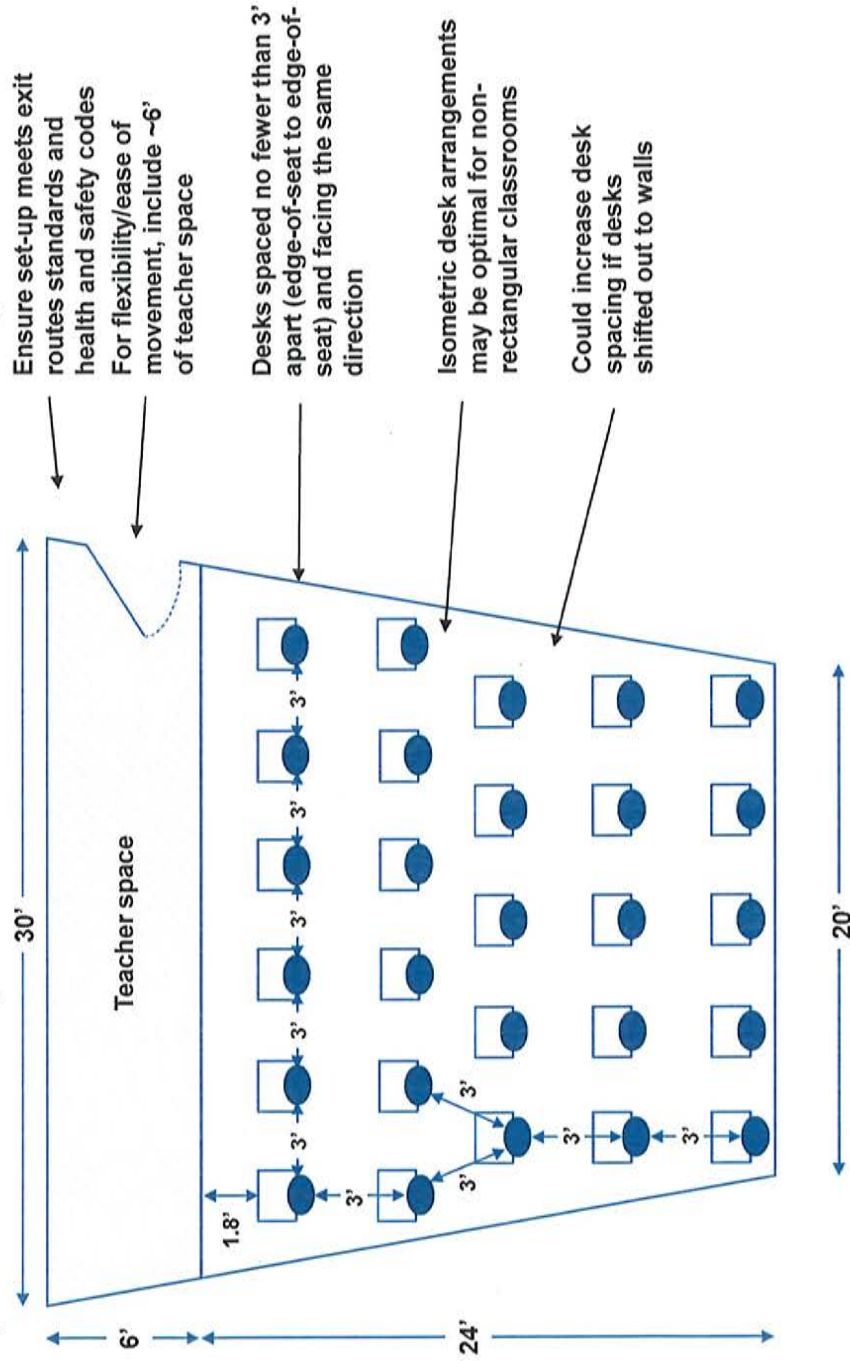 Ensure set-up meets exit
routes standards and
health and safety codes
For flexibility/ease of
movement, include ~6’
of teacher space
Desks spaced no fewer than 3’
apart (edge-of-seat to edge-of-
seat) and facing the same
direction
Isometric desk arrangements
may be optimal for non-
rectangular classrooms
Could increase desk
spacing if desks
shifted out to walls
30’
Teacher space
6’
24’
1.8’
3’
3’
3’
3’
3’
3’
3’
3’
3’
3’
20’